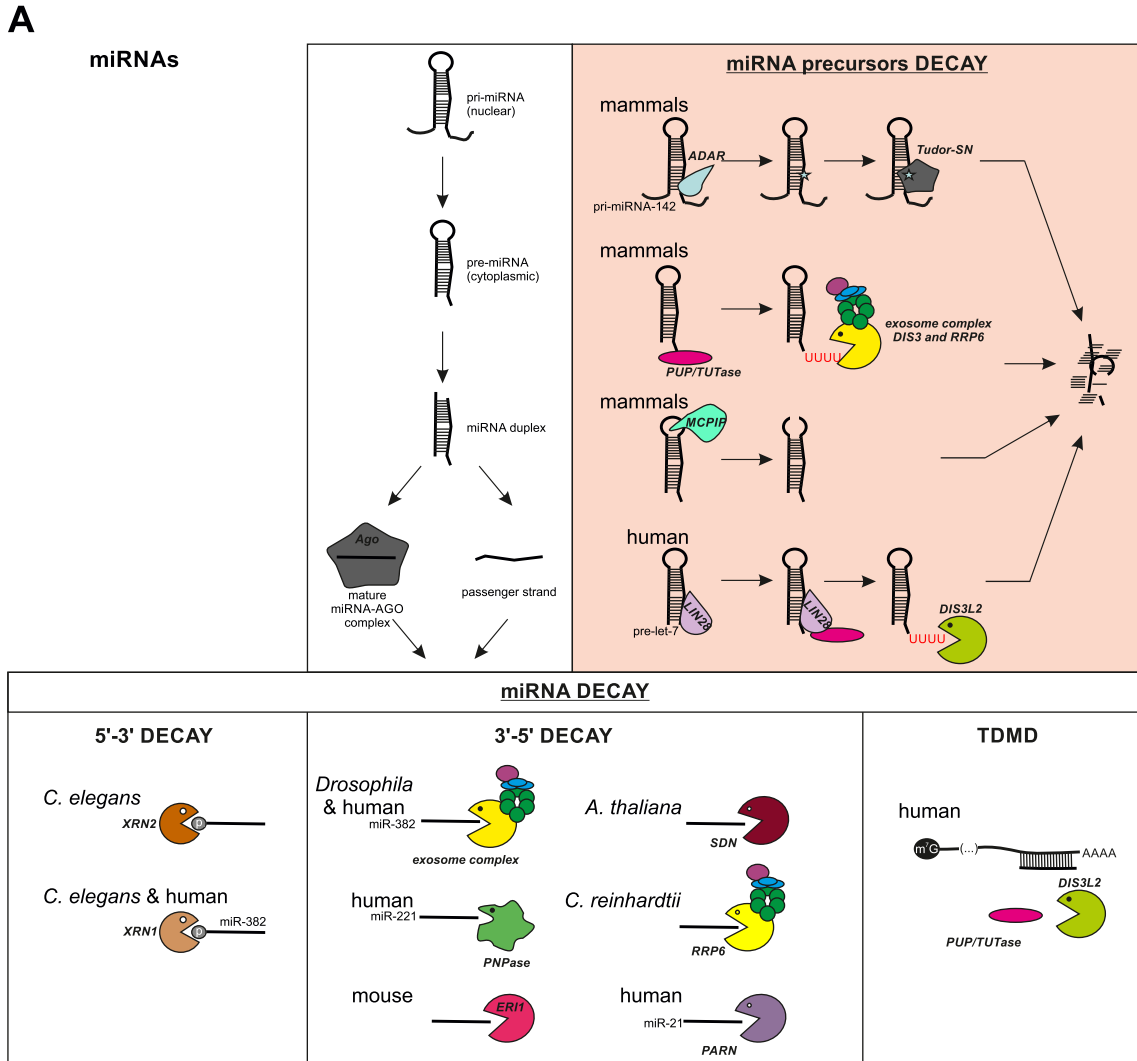 A
miRNAs
pri-miRNA
(nuclear)
pre-miRNA
(cytoplasmic)
miRNA duplex
Ago
mature
miRNA-AGO
complex
passenger strand
miRNA precursors DECAY
mammals
ADAR
Tudor-SN
pri-miRNA-142
mammals
exosome complex
DIS3 and RRP6
UUUU
PUP/TUTase
mammals
MCPIP
human
LIN28
LIN28
pre-let-7
DIS3L2
UUUU
miRNA DECAY
5'-3' DECAY
C. elegans
XRN2
p
C. elegans & human
miR-382
XRN1
p
3'-5' DECAY
Drosophila
& human
miR-382
exosome complex
human
miR-221
PNPase
mouse
ERI1
A. thaliana
SDN
C. reinhardtii
RRP6
human
miR-21
PARN
TDMD
human
m7G (...) AAAA
DIS3L2
PUP/TUTase